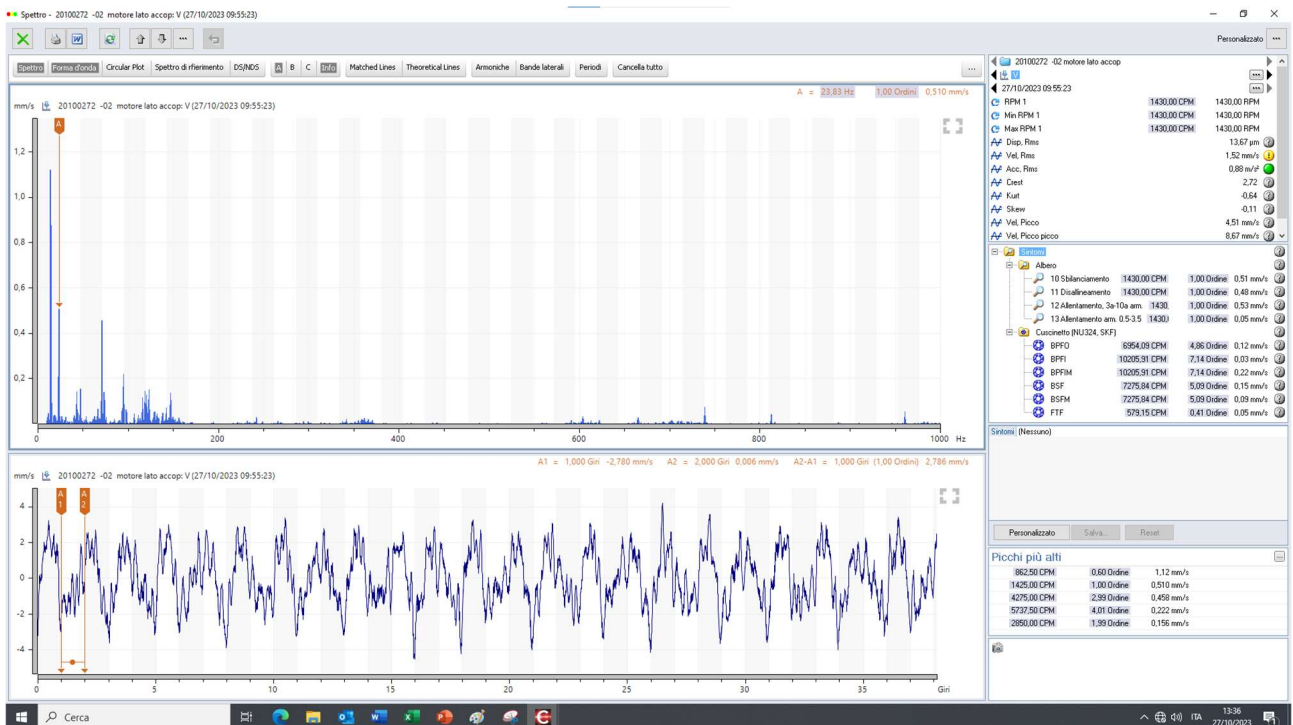 Spettro - 20100272 -02 motore lato accop: V (27/10/2023 09:55:23)
Personalizzato ...
Spettro Forma d'onda Circular Plot Spettro di rfierimento DS/NDS A B C Info Matched Lines Theoretical Lines Armoniche Bande laterali Periodi Cancella tutto ...
A = 23,83 Hz 1,00 Ordini 0,510 mm/s
mm/s 20100272 -02 motore lato accop: V (27/10/2023 09:55:23)
A
1,2
1,0
0,8
0,6
0,4
0,2
0 200 400 600 800 1000 Hz
A1 = 1,000 Giri -2,780 mm/s A2 = 2,000 Giri 0,006 mm/s A2-A1 = 1,000 Giri (1,00 Ordini) 2,786 mm/s
mm/s 20100272 -02 motore lato accop: V (27/10/2023 09:55:23)
A 1 A 2
4
2
0
-2
-4
0 5 10 15 20 25 30 35 Giri
20100272 -02 motore lato accop
V
27/10/2023 09:55:23
RPM 1 1430,00 CPM 1430,00 RPM
Min RPM 1 1430,00 CPM 1430,00 RPM
Max RPM 1 1430,00 CPM 1430,00 RPM
Disp, Rms 13,67 µm
Vel, Rms 1,52 mm/s
Acc, Rms 0,88 m/s²
Crest 2,72
Kurt -0,64
Skew -0,11
Vel, Picco 4,51 mm/s
Vel, Picco picco 8,67 mm/s
Sintomi
Albero
10 Sbilanciamento 1430,00 CPM 1,00 Ordine 0,51 mm/s
11 Disallineamento 1430,00 CPM 1,00 Ordine 0,48 mm/s
12 Allentamento, 3a-10a arm. 1430, 1,00 Ordine 0,53 mm/s
13 Allentamento arm. 0.5-3.5 1430,0 1,00 Ordine 0,05 mm/s
Cuscinetto (NU324, SKF)
BPFO 6954,09 CPM 4,86 Ordine 0,12 mm/s
BPFI 10205,91 CPM 7,14 Ordine 0,03 mm/s
BPFIM 10205,91 CPM 7,14 Ordine 0,22 mm/s
BSF 7275,84 CPM 5,09 Ordine 0,15 mm/s
BSFM 7275,84 CPM 5,09 Ordine 0,09 mm/s
FTF 579,15 CPM 0,41 Ordine 0,05 mm/s
Sintomi (Nessuno)
Personalizzato Salva... Reset
Picchi più alti
862,50 CPM 0,60 Ordine 1,12 mm/s
1425,00 CPM 1,00 Ordine 0,510 mm/s
4275,00 CPM 2,99 Ordine 0,458 mm/s
5737,50 CPM 4,01 Ordine 0,222 mm/s
2850,00 CPM 1,99 Ordine 0,156 mm/s
Cerca
ITA
13:36
27/10/2023